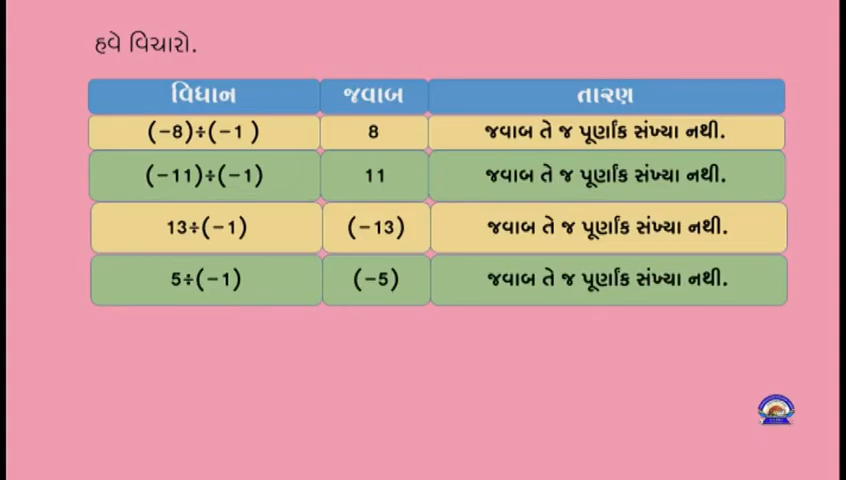 હવે વિચારો.
વિધાન જવાબ તારણ
(−8)÷(−1 ) 8 જવાબ તે જ પૂર્ણાંક સંખ્યા નથી.
(−11)÷(−1) 11 જવાબ તે જ પૂર્ણાંક સંખ્યા નથી.
13÷(−1) (−13) જવાબ તે જ પૂર્ણાંક સંખ્યા નથી.
5÷(−1) (−5) જવાબ તે જ પૂર્ણાંક સંખ્યા નથી.